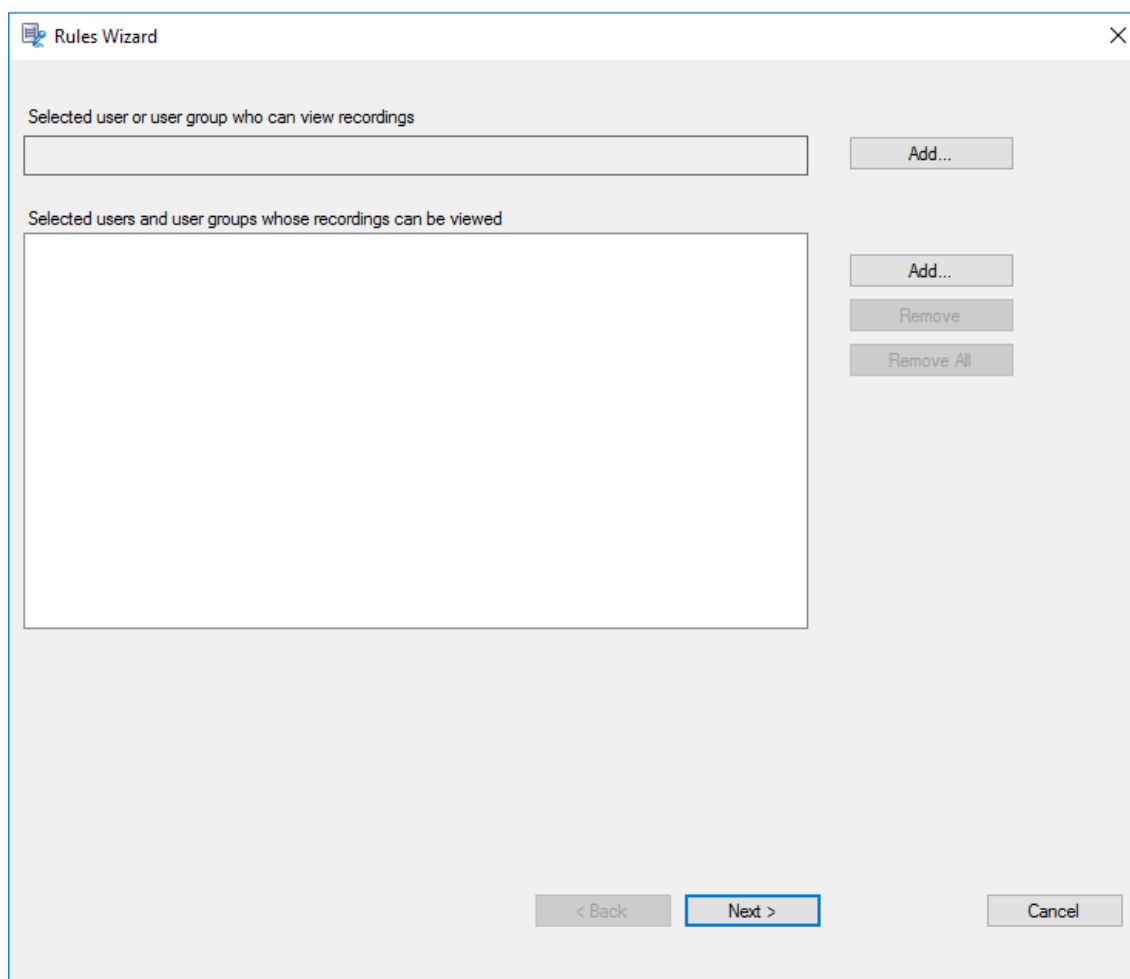 Rules Wizard
Selected user or user group who can view recordings
Add...
Selected users and user groups whose recordings can be viewed
Add...
Remove
Remove All
< Back
Next >
Cancel